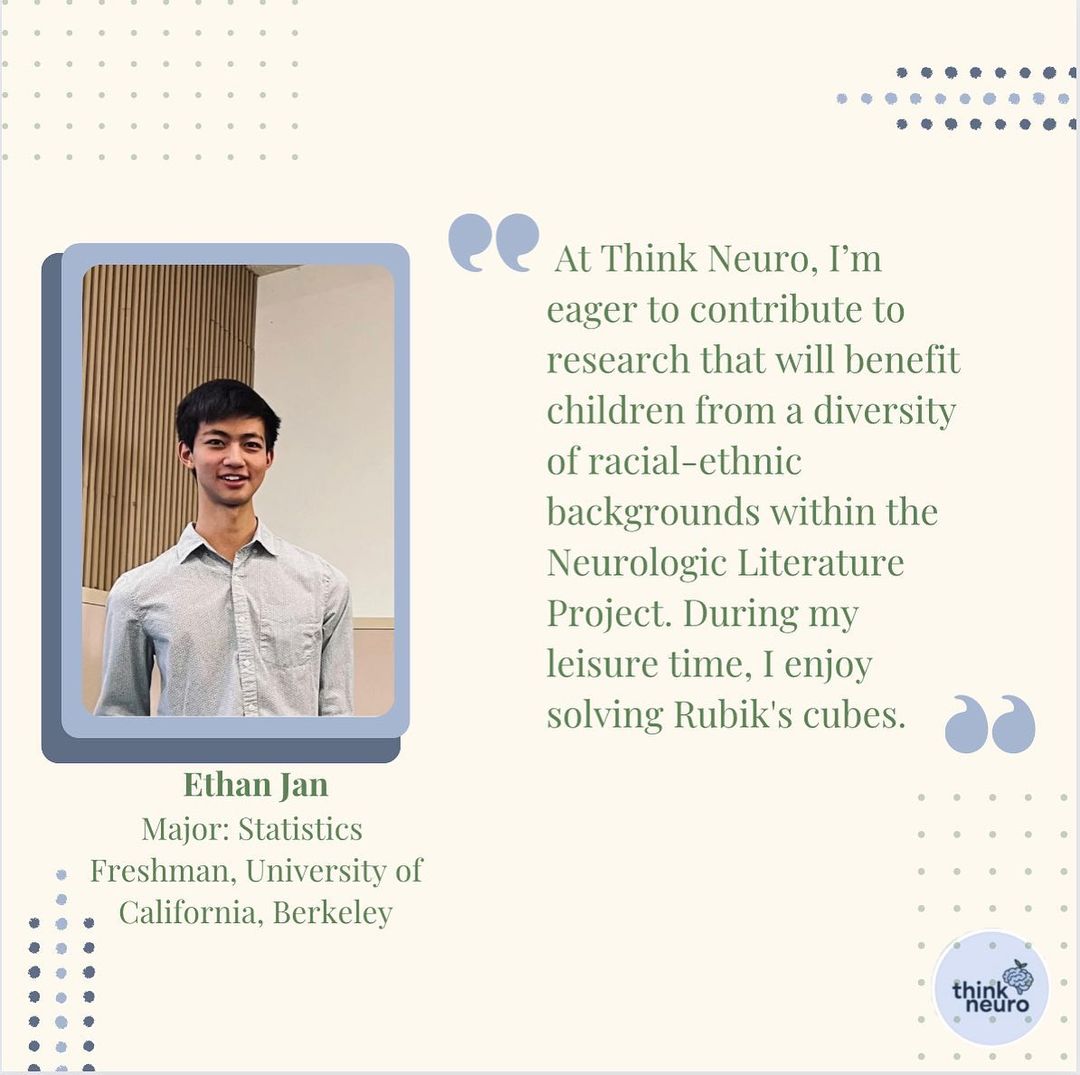 At Think Neuro, I’m
eager to contribute to
research that will benefit
children from a diversity
of racial-ethnic
backgrounds within the
Neurologic Literature
Project. During my
leisure time, I enjoy
solving Rubik's cubes.
Ethan Jan
Major: Statistics
Freshman, University of
California, Berkeley
think
neuro